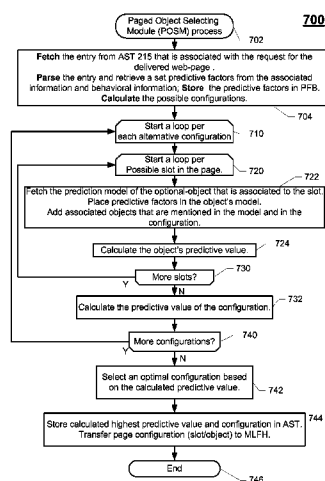 Paged Object Selecting
Module (POSM) process
700
702
Fetch the entry from AST 215 that is associated with the request for the
delivered web-page .
Parse the entry and retrieve a set predictive factors from the associated
information and behavioral information; Store the predictive factors in PFB.
Calculate the possible configurations.
704
Start a loop per
each alternative configuration
710
Start a loop per
Possible slot in the page.
720
722
Fetch the prediction model of the optional-object that is associated to the slot.
Place predictive factors in the object's model.
Add associated objects that are mentioned in the model and in the
configuration.
724
Calculate the object's predictive value.
730
More slots?
Y
N
732
Calculate the predictive value of the configuration.
740
More configurations?
Y
N
Select an optimal configuration based
on the calculated predictive value.
742
744
Store calculated highest predictive value and configuration in AST.
Transfer page configuration (slot/object) to MLFH.
End
746